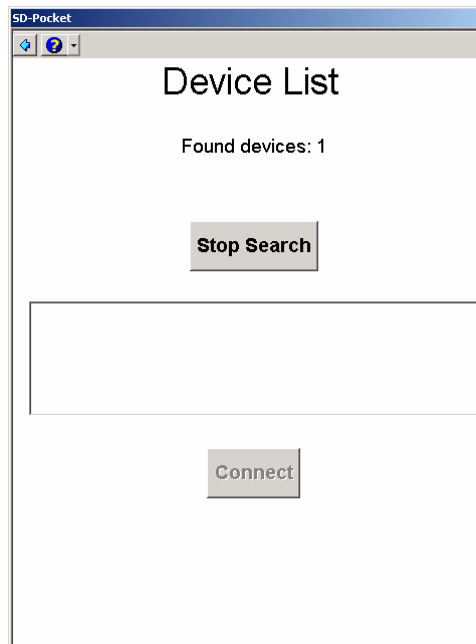 SD-Pocket
?
Device List
Found devices: 1
Stop Search
Connect